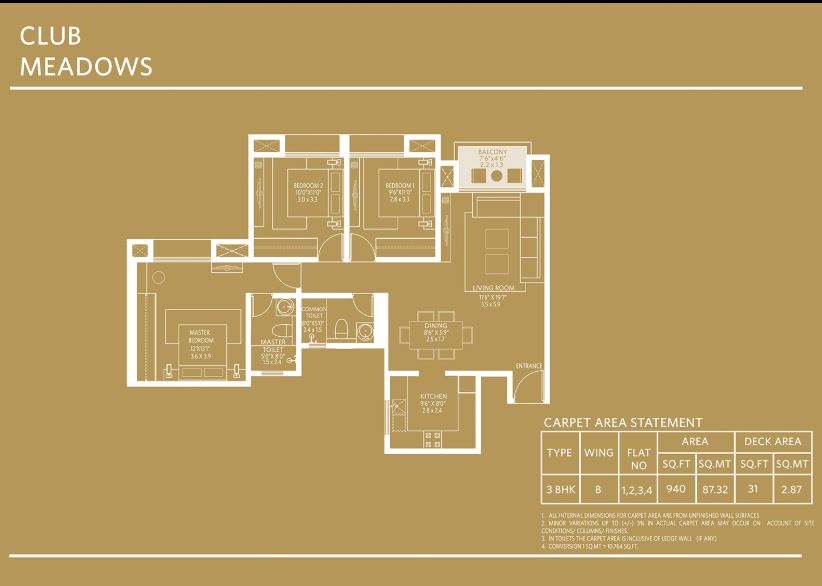 CLUB
MEADOWS
BALCONY
7'6"x4'6"
2.2 x 1.3
BEDROOM 2
10'0"X11'0"
3.0 x 3.3
BEDROOM 1
9'6"X11'0"
2.8 x 3.3
LIVING ROOM
11'6" X 19'7"
3.5 x 5.9
MASTER
BEDROOM
12'X13'1"
3.6 X 3.9
MASTER
TOILET
5'0"X 8'0"
1.5 x 2.4
COMMON
TOILET
8'0"X5'0"
2.4 x 1.5
DINING
8'6" X 5'9"
2.5 x 1.7
ENTRANCE
KITCHEN
9'6" X 8'0"
2.8 x 2.4
CARPET AREA STATEMENT
TYPE WING FLAT NO AREA DECK AREA
SQ.FT SQ.MT SQ.FT SQ.MT
3 BHK B 1,2,3,4 940 87.32 31 2.87
1. ALL INTERNAL DIMENSIONS FOR CARPET AREA ARE FROM UNFINISHED WALL SURFACES
2. MINOR VARIATIONS UP TO (+/-) 3% IN ACTUAL CARPET AREA MAY OCCUR ON ACCOUNT OF SITE
CONDITIONS/ COLUMNS/ FINISHES.
3. IN TOILETS THE CARPET AREA IS INCLUSIVE OF LEDGE WALL (IF ANY)
4. CONVERSION 1 SQ.MT = 10.764 SQ.FT.